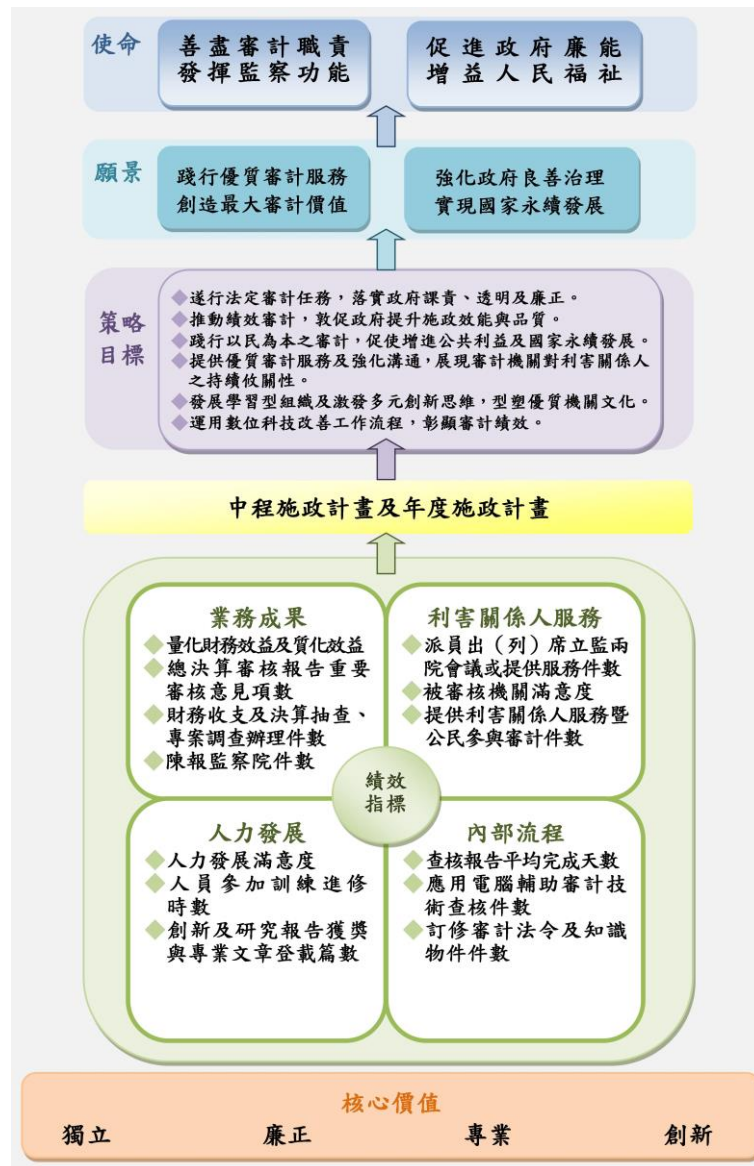 使命
善盡審計職責
發揮監察功能
促進政府廉能
增益人民福祉
願景
踐行優質審計服務
創造最大審計價值
強化政府良善治理
實現國家永續發展
策略
目標
◆遂行法定審計任務，落實政府課責、透明及廉正。
◆推動績效審計，敦促政府提升施政效能與品質。
◆踐行以民為本之審計，促使增進公共利益及國家永續發展。
◆提供優質審計服務及強化溝通，展現審計機關對利害關係人
之持續攸關性。
◆發展學習型組織及激發多元創新思維，型塑優質機關文化。
◆運用數位科技改善工作流程，彰顯審計績效。
中程施政計畫及年度施政計畫
業務成果
◆量化財務效益及質化效益
◆總決算審核報告重要
審核意見項數
◆財務收支及決算抽查、
專案調查辦理件數
◆陳報監察院件數
利害關係人服務
◆派員出（列）席立監兩
院會議或提供服務件數
◆被審核機關滿意度
◆提供利害關係人服務暨
公民參與審計件數
績效
指標
人力發展
◆人力發展滿意度
◆人員參加訓練進修
時數
◆創新及研究報告獲獎
與專業文章登載篇數
內部流程
◆查核報告平均完成天數
◆應用電腦輔助審計技
術查核件數
◆訂修審計法令及知識
物件件數
核心價值
獨立 廉正 專業 創新